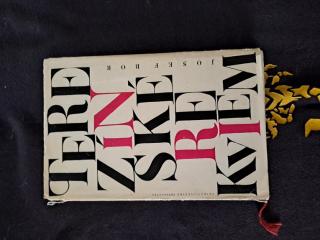 JOSEF BOR
TERE
ZÍN
SKÉ
RE
KVIEM